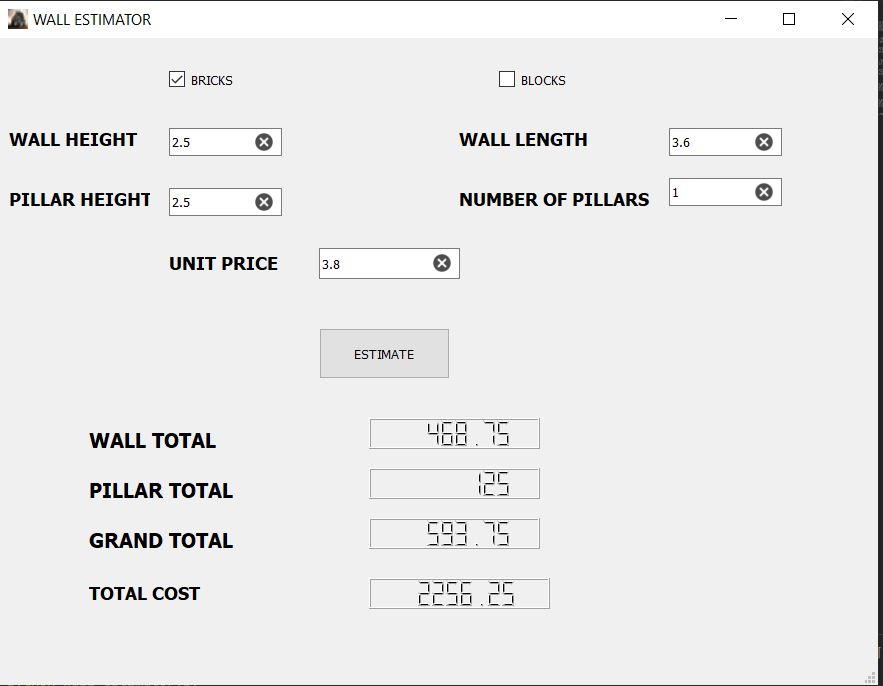 WALL ESTIMATOR
BRICKS BLOCKS
WALL HEIGHT 2.5 WALL LENGTH 3.6
PILLAR HEIGHT 2.5 NUMBER OF PILLARS 1
UNIT PRICE 3.8
ESTIMATE
WALL TOTAL 468.75
PILLAR TOTAL 125
GRAND TOTAL 593.75
TOTAL COST 2256.25